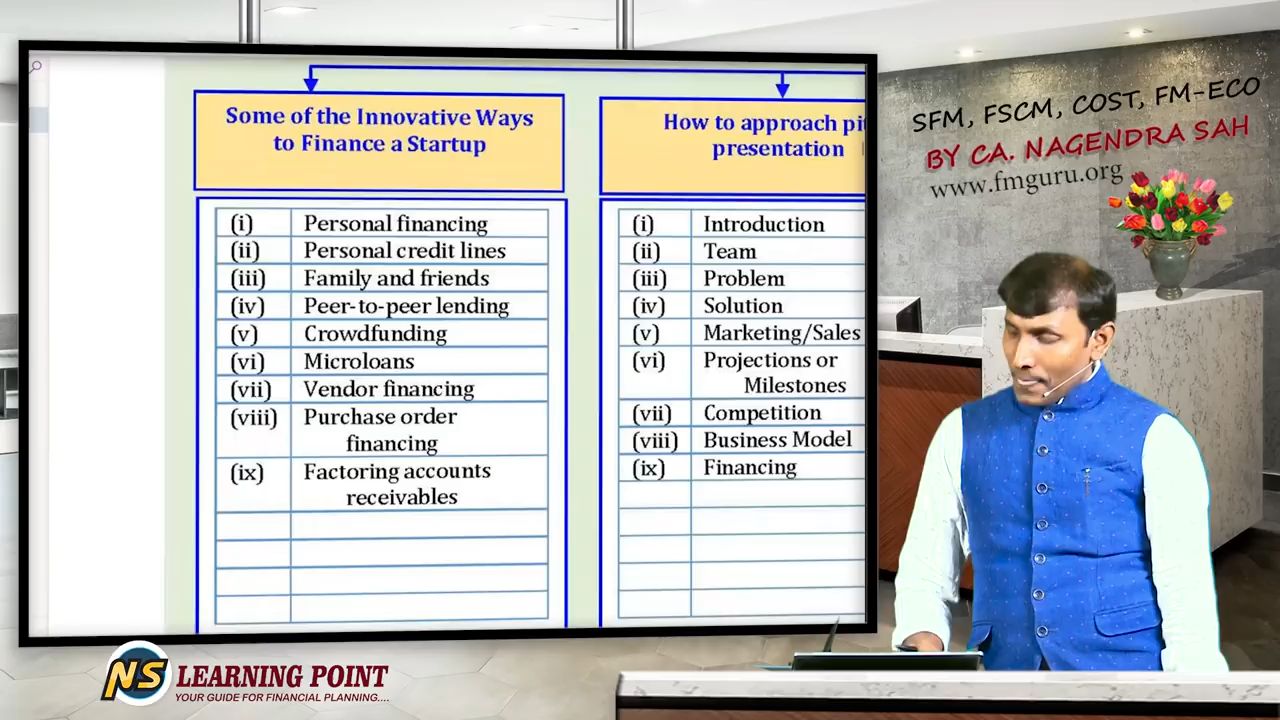 Some of the Innovative Ways
to Finance a Startup
(i) Personal financing
(ii) Personal credit lines
(iii) Family and friends
(iv) Peer-to-peer lending
(v) Crowdfunding
(vi) Microloans
(vii) Vendor financing
(viii) Purchase order
financing
(ix) Factoring accounts
receivables
How to approach pi
presentation
(i) Introduction
(ii) Team
(iii) Problem
(iv) Solution
(v) Marketing/Sales
(vi) Projections or
Milestones
(vii) Competition
(viii) Business Model
(ix) Financing
SFM, FSCM, COST, FM-ECO
BY CA. NAGENDRA SAH
www.fmguru.org
NS LEARNING POINT
YOUR GUIDE FOR FINANCIAL PLANNING....